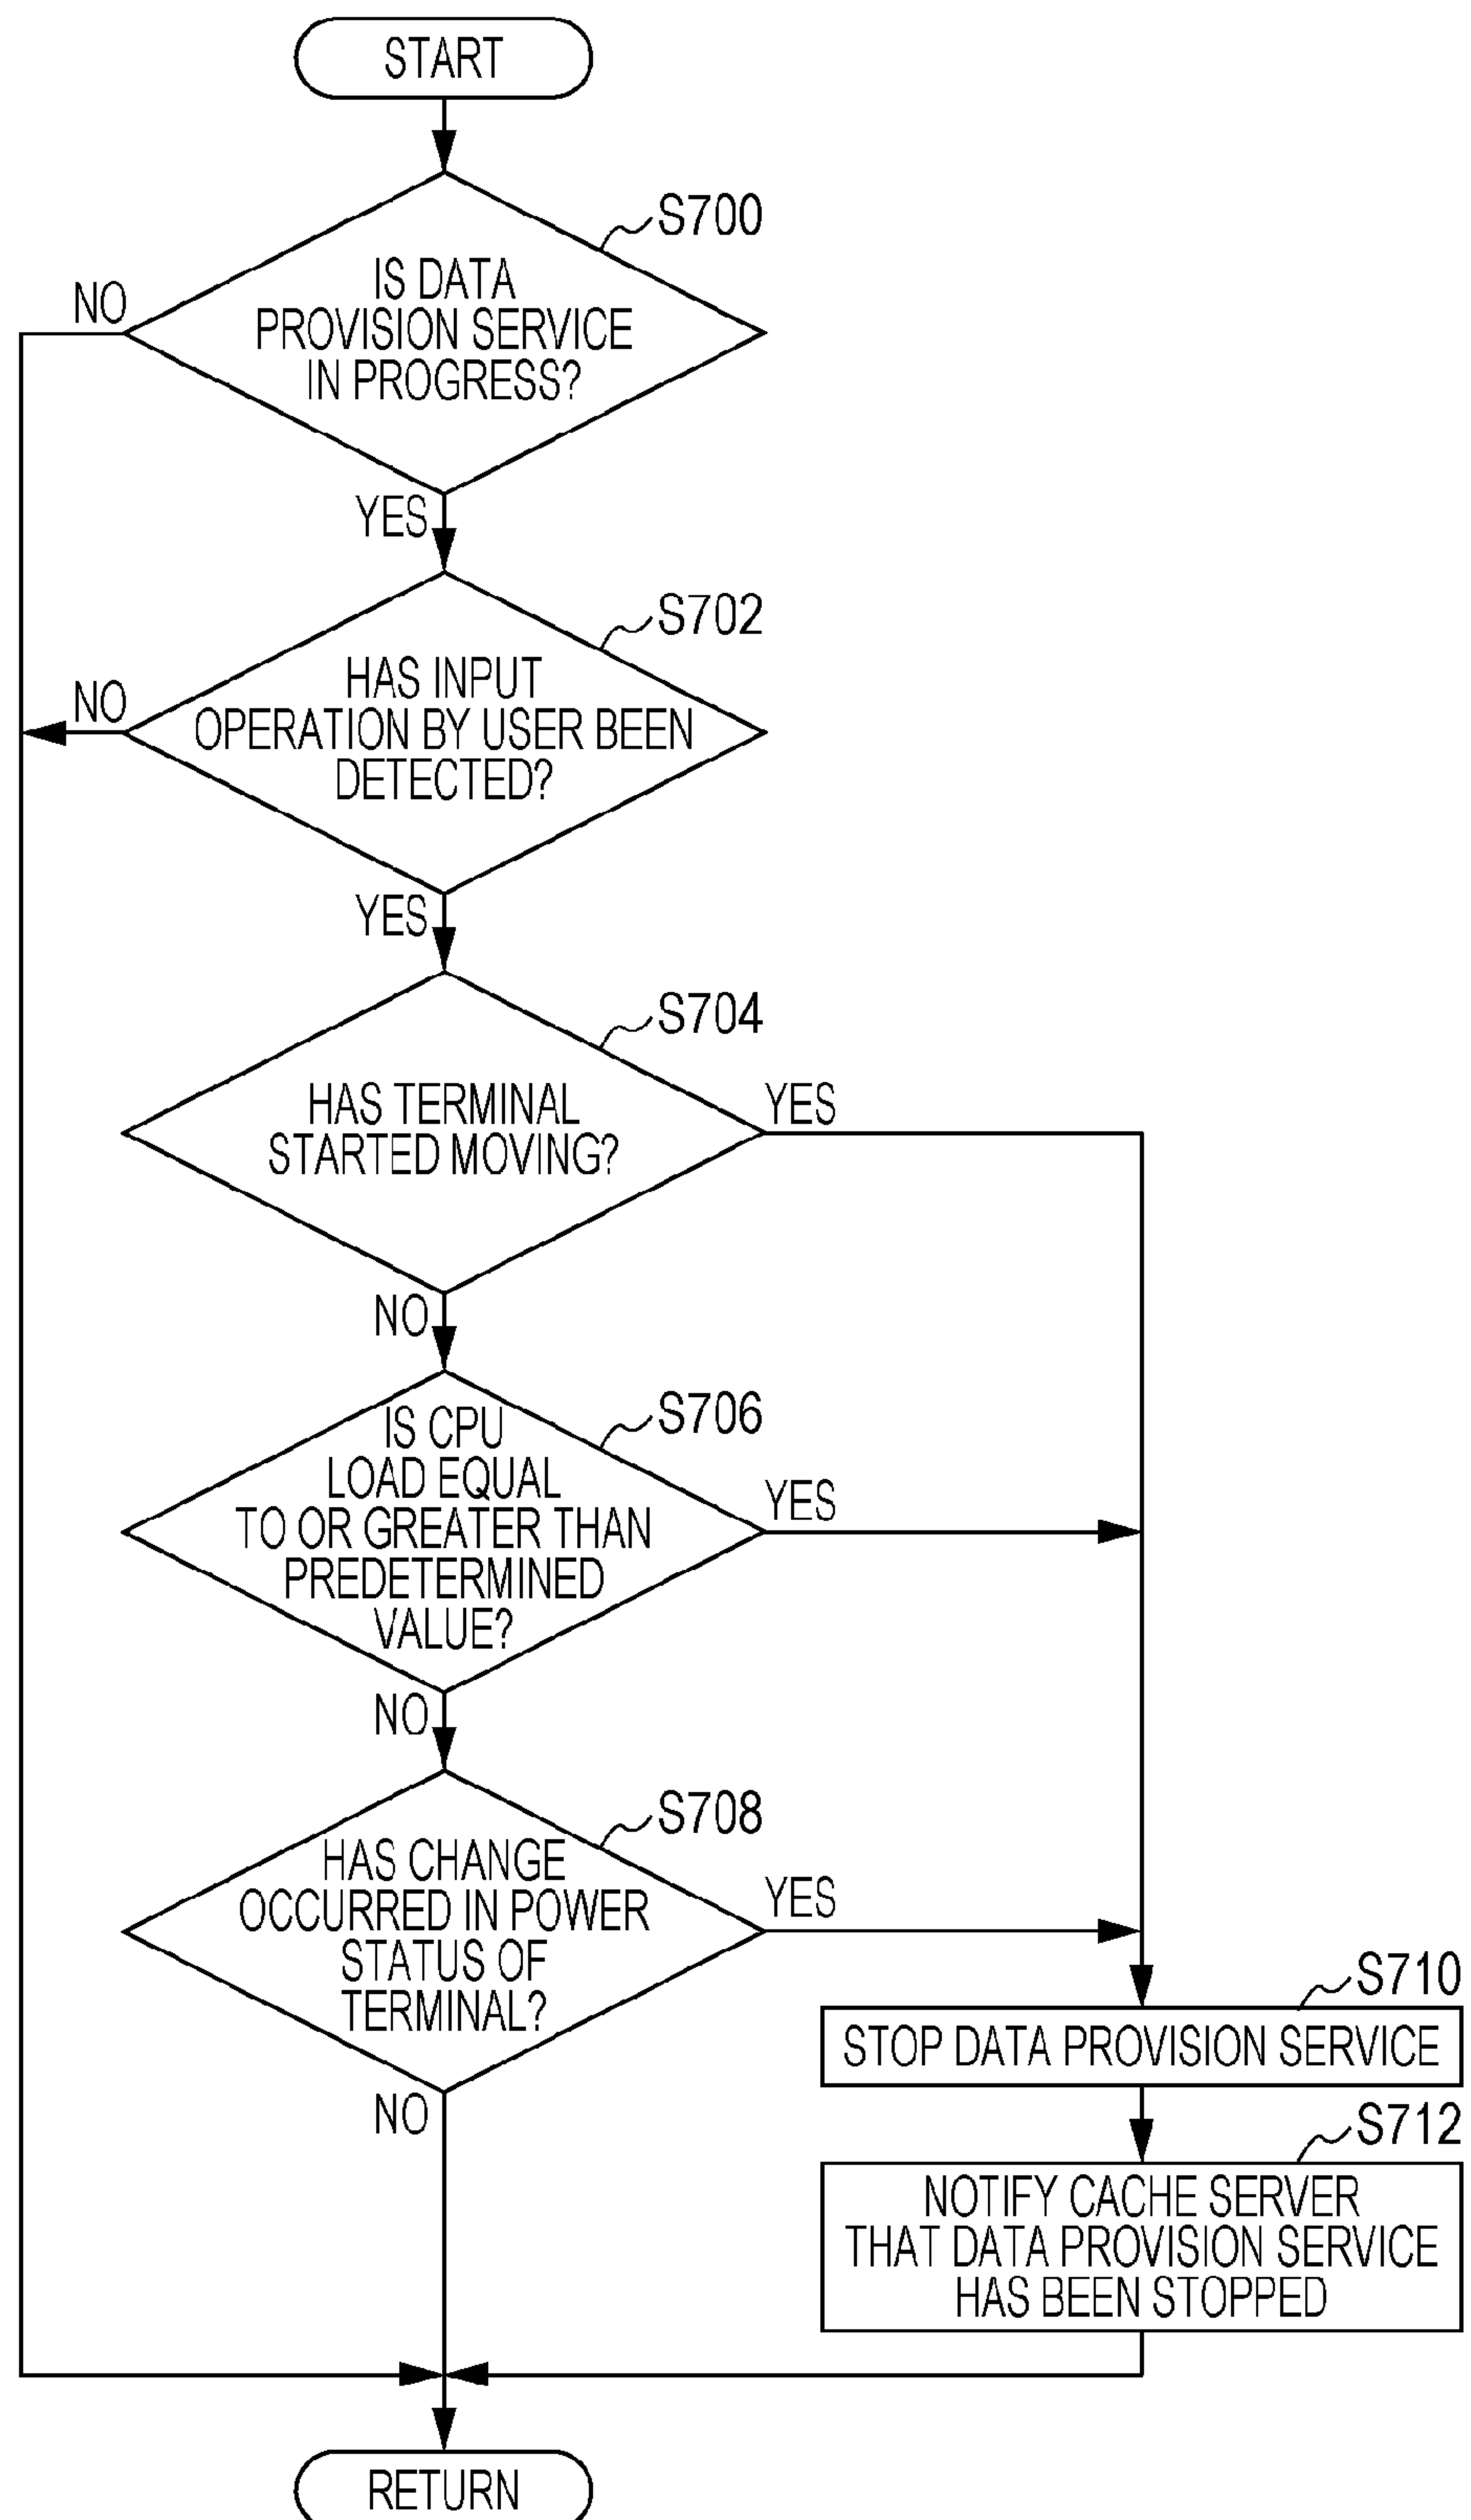 START
S700
IS DATA
PROVISION SERVICE
IN PROGRESS?
NO
YES
S702
HAS INPUT
OPERATION BY USER BEEN
DETECTED?
NO
YES
S704
HAS TERMINAL
STARTED MOVING?
YES
NO
S706
IS CPU
LOAD EQUAL
TO OR GREATER THAN
PREDETERMINED
VALUE?
YES
NO
S708
HAS CHANGE
OCCURRED IN POWER
STATUS OF
TERMINAL?
YES
NO
S710
STOP DATA PROVISION SERVICE
S712
NOTIFY CACHE SERVER
THAT DATA PROVISION SERVICE
HAS BEEN STOPPED
RETURN